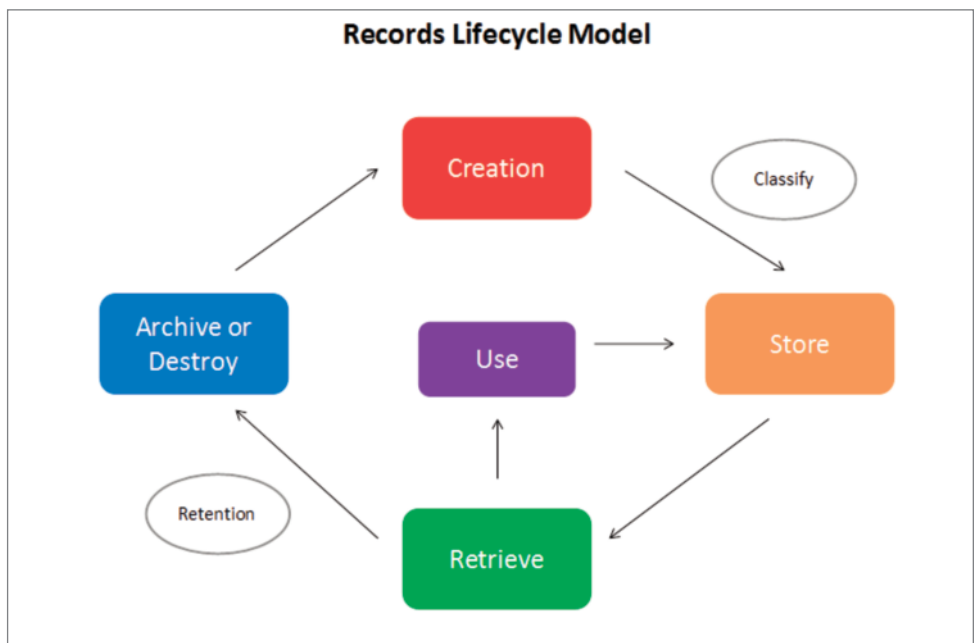 Records Lifecycle Model
Creation
Classify
Archive or
Destroy
Use
Store
Retention
Retrieve